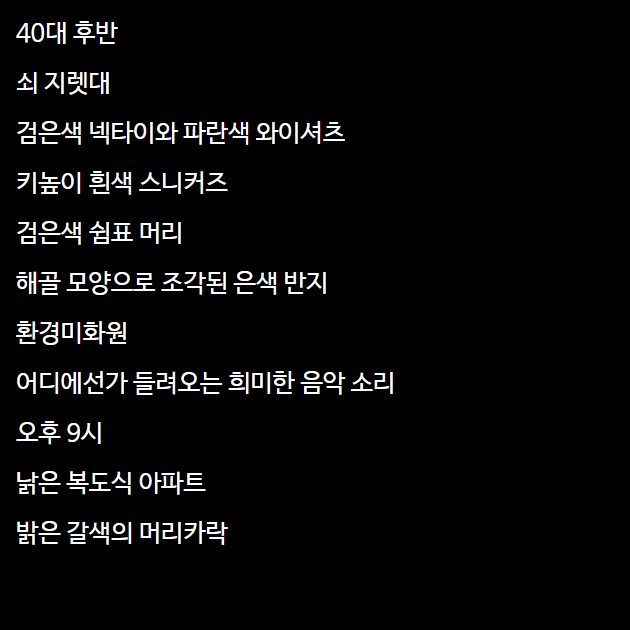 40대 후반
쇠 지렛대
검은색 넥타이와 파란색 와이셔츠
키높이 흰색 스니커즈
검은색 쉼표 머리
해골 모양으로 조각된 은색 반지
환경미화원
어디에선가 들려오는 희미한 음악 소리
오후 9시
낡은 복도식 아파트
밝은 갈색의 머리카락